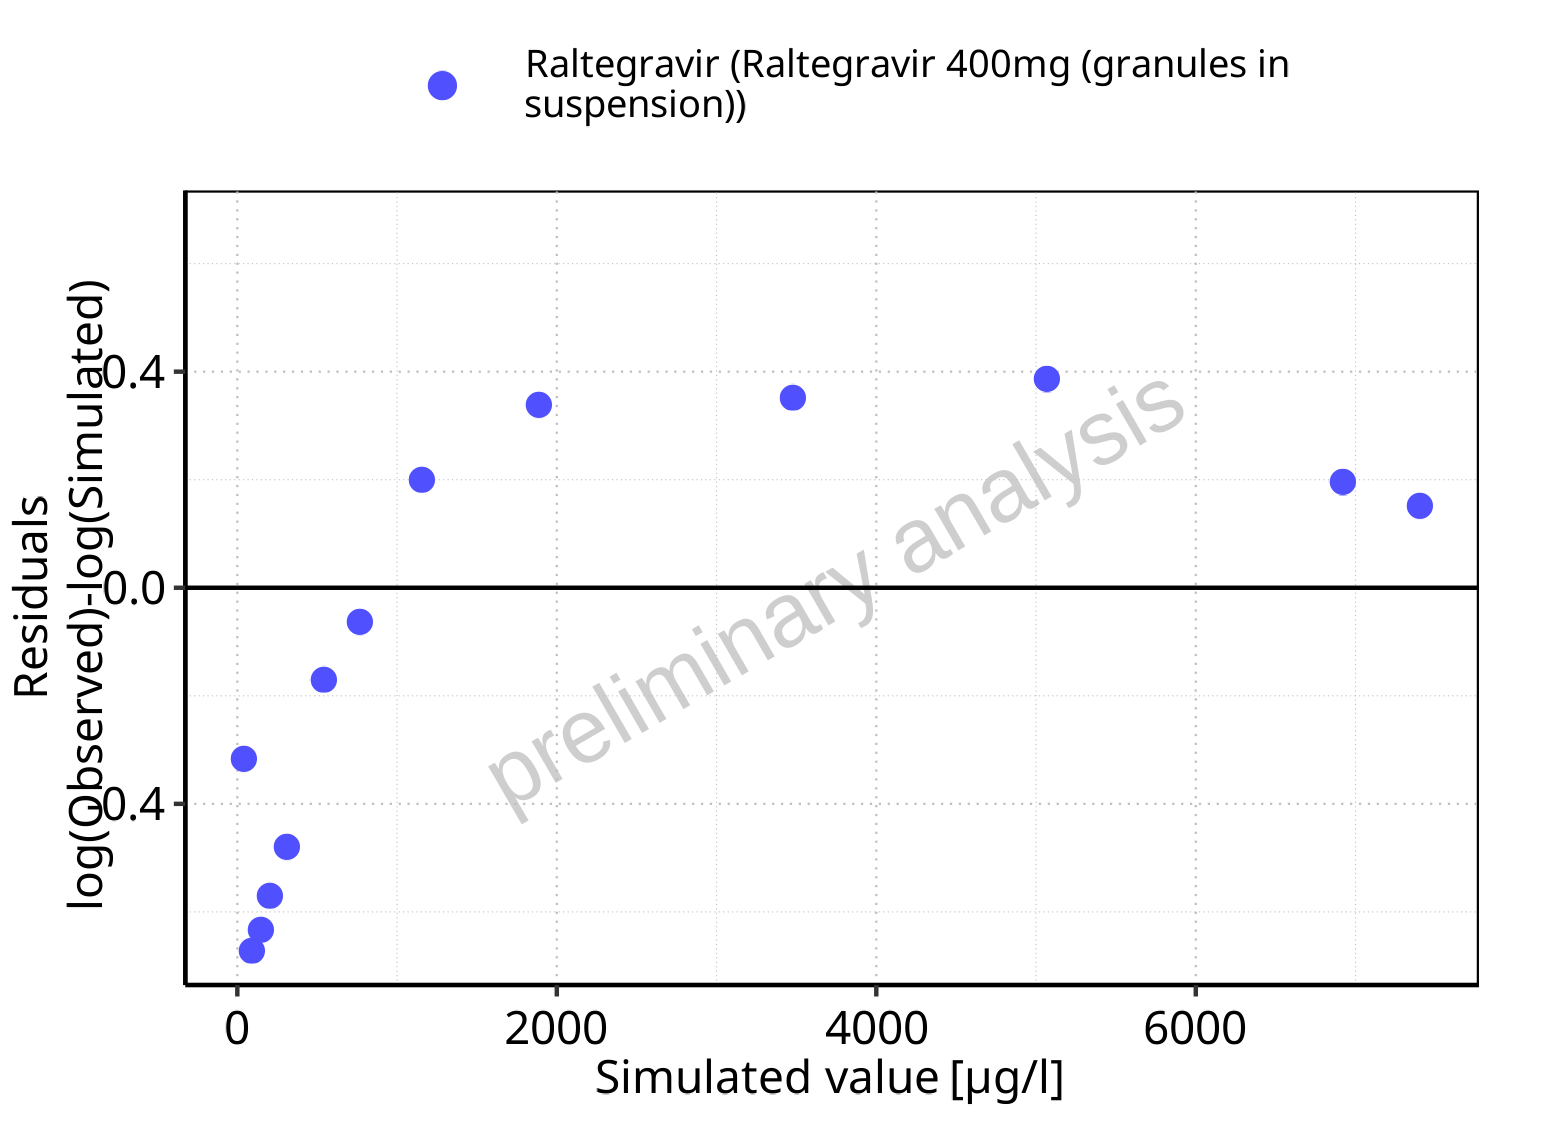 Raltegravir (Raltegravir 400mg (granules in
suspension))
Residuals
log(Observed)-log(Simulated)
0.4
0.0
-0.4
preliminary analysis
0
2000
4000
6000
Simulated value [µg/l]